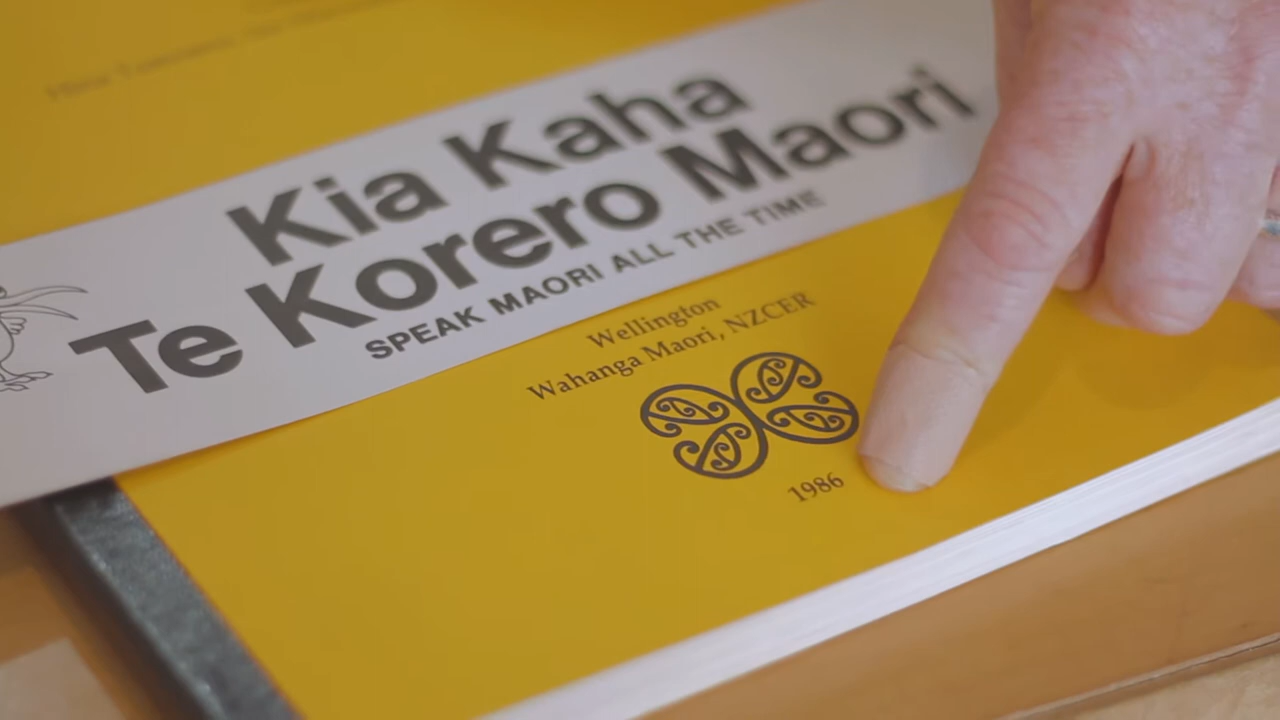 Kia Kaha
Te Korero Maori
SPEAK MAORI ALL THE TIME
Wellington
Wahanga Maori, NZCER
1986